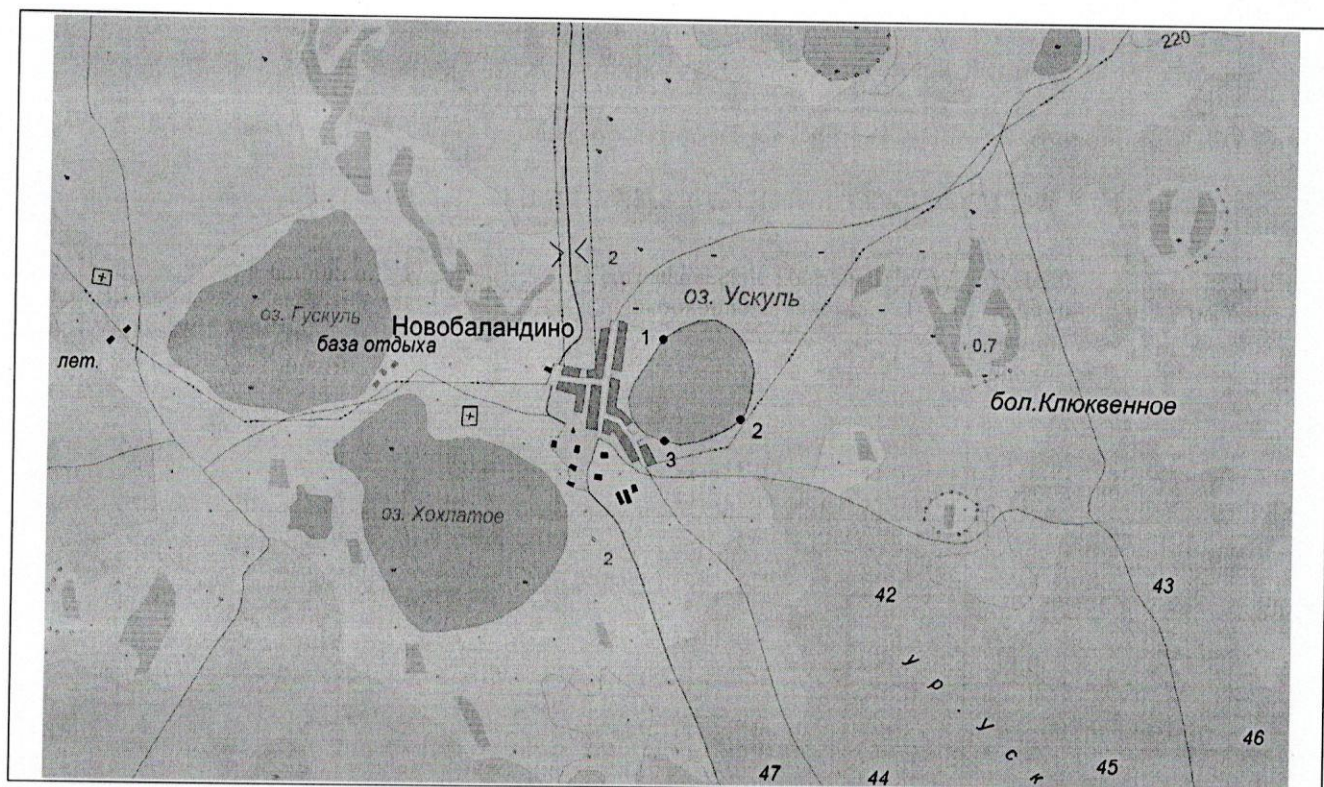 220
2
оз. Ускуль
оз. Гускуль
Новобаландино
база отдыха
1
лет.
0.7
бол.Клюквенное
2
3
оз. Хохлатое
2
42
43
У р у с к
46
45
47
44